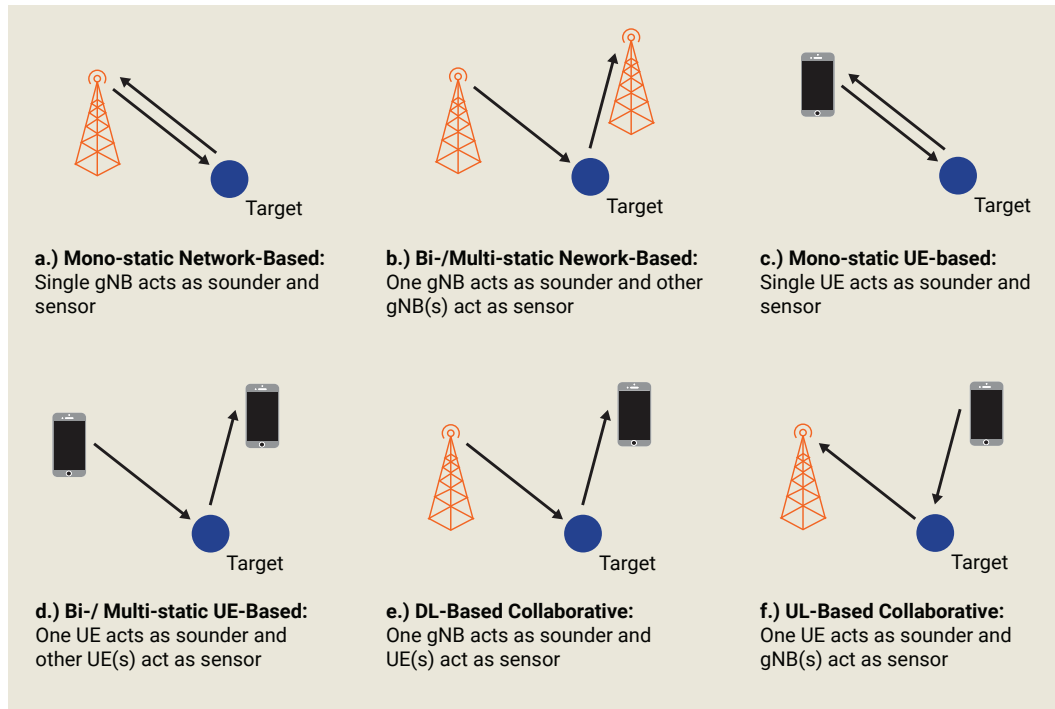 Target
a.) Mono-static Network-Based:
Single gNB acts as sounder and
sensor
Target
b.) Bi-/Multi-static Nework-Based:
One gNB acts as sounder and other
gNB(s) act as sensor
Target
c.) Mono-static UE-based:
Single UE acts as sounder and
sensor
Target
d.) Bi-/ Multi-static UE-Based:
One UE acts as sounder and
other UE(s) act as sensor
Target
e.) DL-Based Collaborative:
One gNB acts as sounder and
UE(s) act as sensor
Target
f.) UL-Based Collaborative:
One UE acts as sounder and
gNB(s) act as sensor